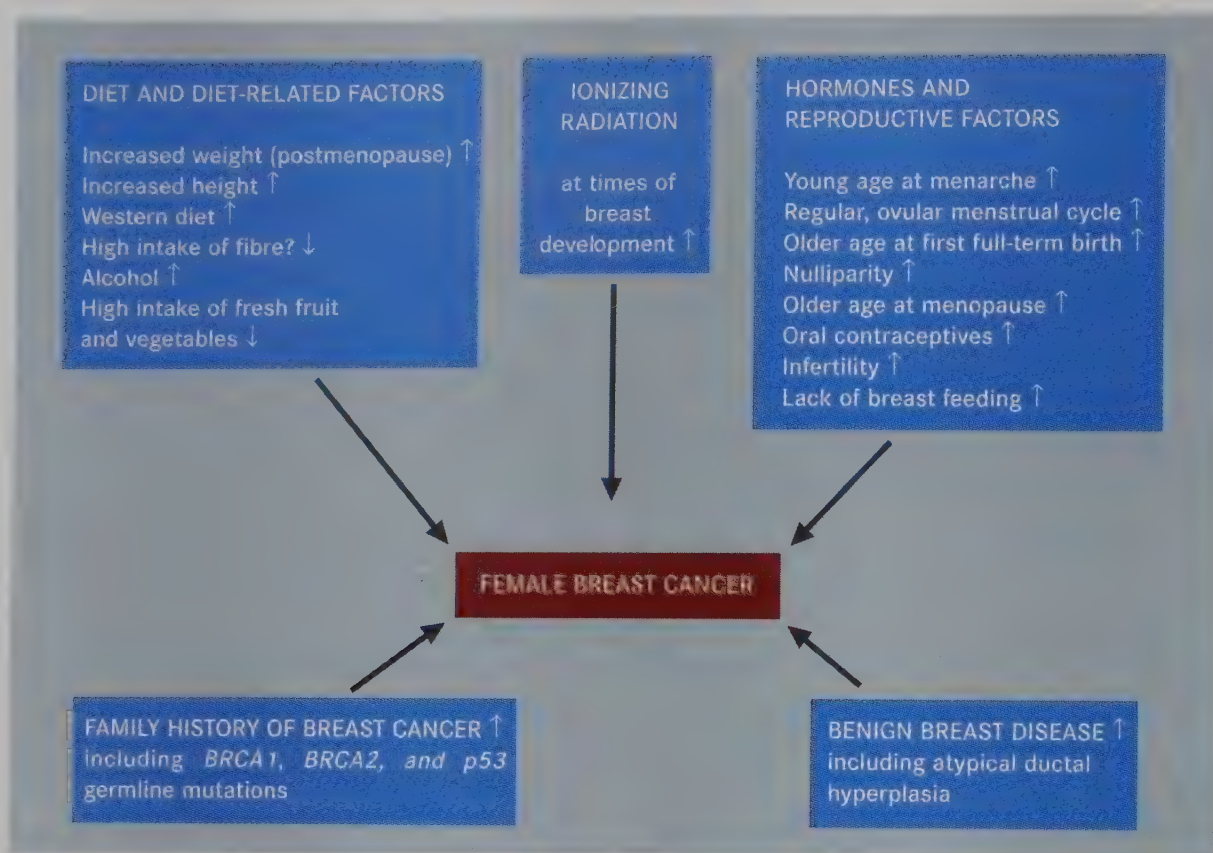 DIET AND DIET-RELATED FACTORS
Increased weight (postmenopause) ↑
Increased height ↑
Western diet ↑
High intake of fibre? ↓
Alcohol ↑
High intake of fresh fruit
and vegetables ↓
IONIZING
RADIATION
at times of
breast
development ↑
HORMONES AND
REPRODUCTIVE FACTORS
Young age at menarche ↑
Regular, ovular menstrual cycle ↑
Older age at first full-term birth ↑
Nulliparity ↑
Older age at menopause ↑
Oral contraceptives ↑
Infertility ↑
Lack of breast feeding ↑
FEMALE BREAST CANCER
FAMILY HISTORY OF BREAST CANCER ↑
including BRCA1, BRCA2, and p53
germline mutations
BENIGN BREAST DISEASE ↑
including atypical ductal
hyperplasia